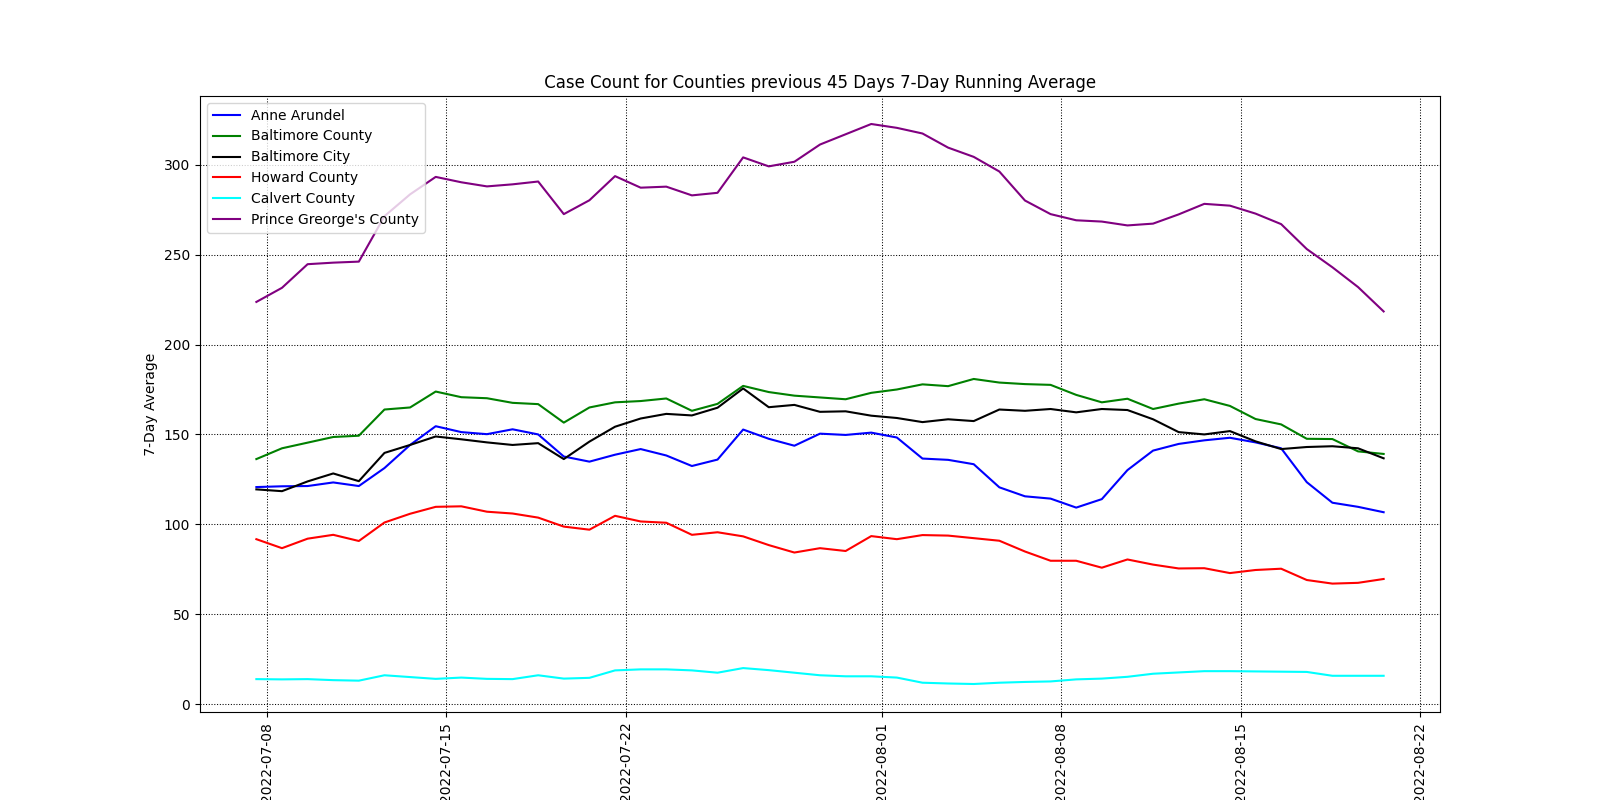 Case Count for Counties previous 45 Days 7-Day Running Average
Anne Arundel
Baltimore County
Baltimore City
Howard County
Calvert County
Prince Greorge's County
7-Day Average
300
250
200
150
100
50
0
2022-07-08
2022-07-15
2022-07-22
2022-08-01
2022-08-08
2022-08-15
2022-08-22